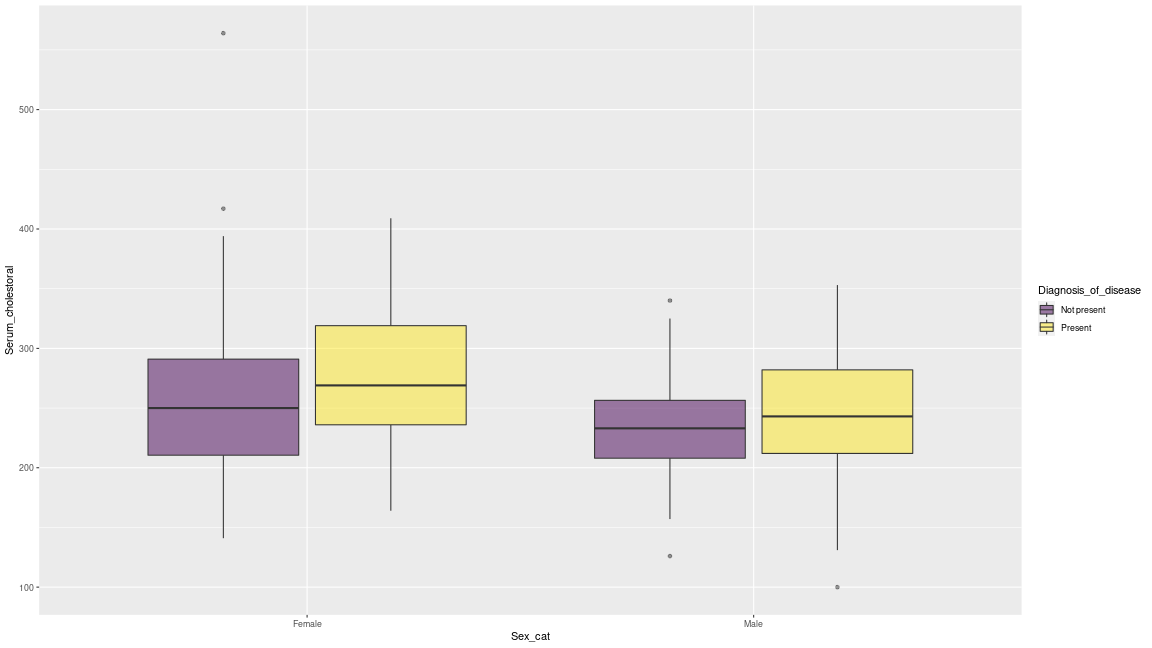 500
400
300
200
100
Serum_cholestoral
Female
Male
Sex_cat
Diagnosis_of_disease
Not present
Present